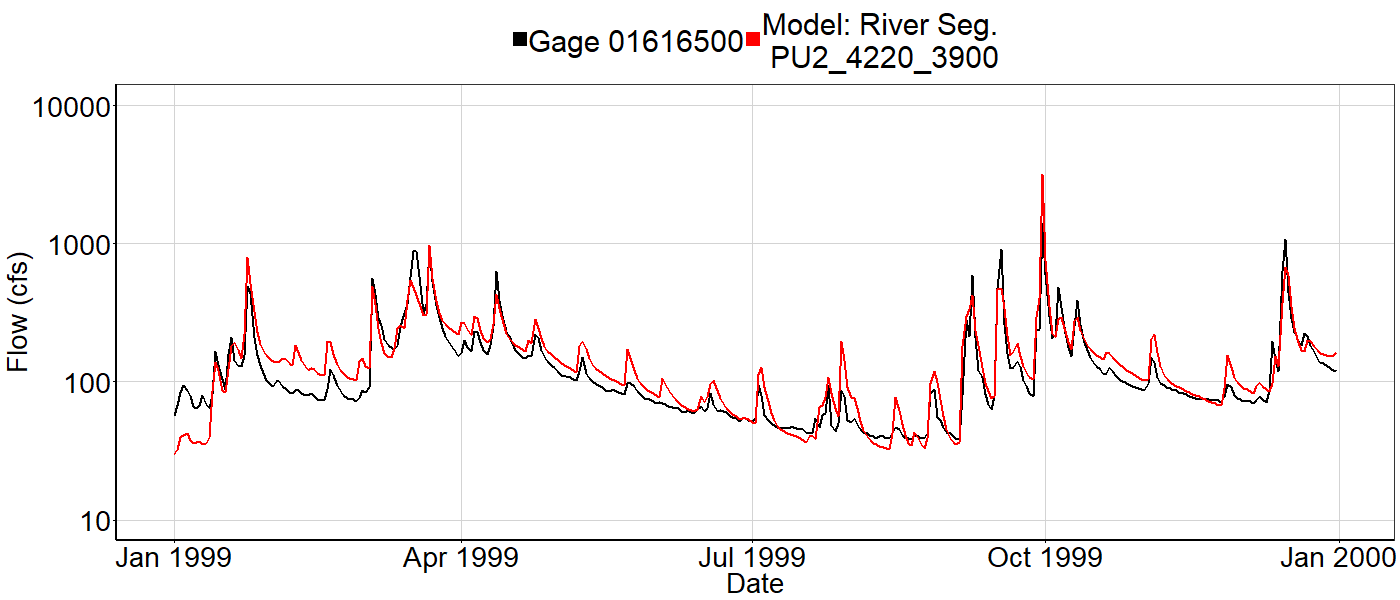 Gage 01616500
Model: River Seg.
PU2_4220_3900
Flow (cfs)
10000
1000
100
10
Jan 1999
Apr 1999
Jul 1999
Oct 1999
Jan 2000
Date